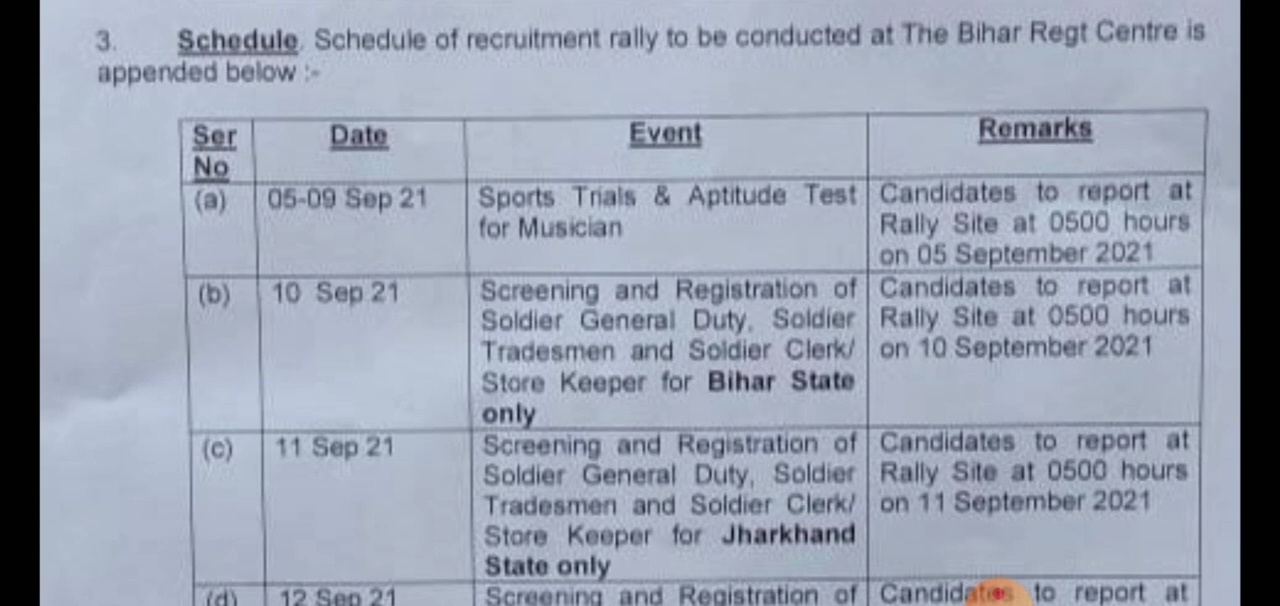 3. Schedule. Schedule of recruitment rally to be conducted at The Bihar Regt Centre is
appended below :-
Ser No
Date
Event
Remarks
(a)
05-09 Sep 21
Sports Trials & Aptitude Test
for Musician
Candidates to report at
Rally Site at 0500 hours
on 05 September 2021
(b)
10 Sep 21
Screening and Registration of
Soldier General Duty, Soldier
Tradesmen and Soldier Clerk/
Store Keeper for Bihar State
only
Candidates to report at
Rally Site at 0500 hours
on 10 September 2021
(c)
11 Sep 21
Screening and Registration of
Soldier General Duty, Soldier
Tradesmen and Soldier Clerk/
Store Keeper for Jharkhand
State only
Candidates to report at
Rally Site at 0500 hours
on 11 September 2021
(d)
12 Sep 21
Screening and Registration of
Candidates to report at